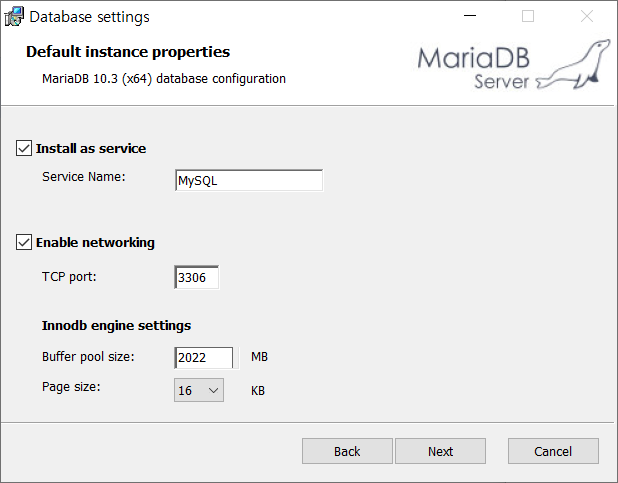 Database settings
Default instance properties
MariaDB 10.3 (x64) database configuration
MariaDB
Server
Install as service
Service Name: MySQL
Enable networking
TCP port: 3306
Innodb engine settings
Buffer pool size: 2022 MB
Page size: 16 KB
Back Next Cancel